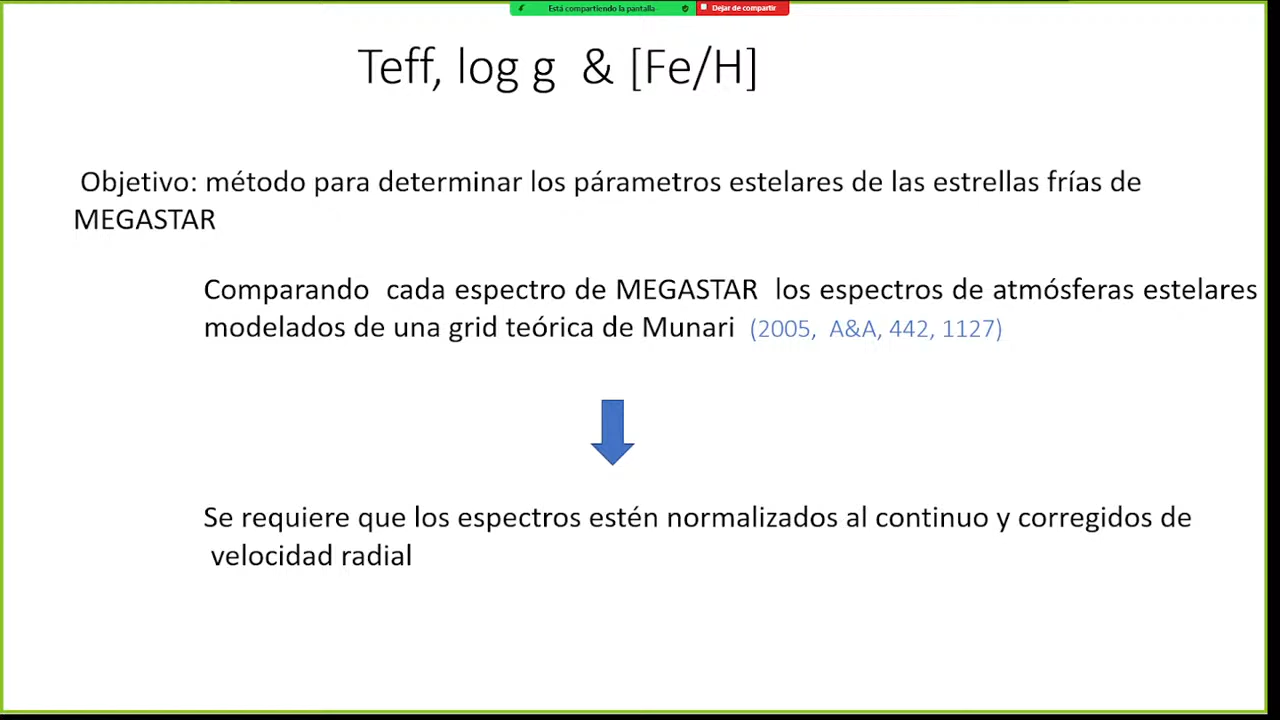 Está compartiendo la pantalla
Dejar de compartir
Teff, log g & [Fe/H]
Objetivo: método para determinar los párametros estelares de las estrellas frías de
MEGASTAR
Comparando cada espectro de MEGASTAR los espectros de atmósferas estelares
modelados de una grid teórica de Munari (2005, A&A, 442, 1127)
Se requiere que los espectros estén normalizados al continuo y corregidos de
velocidad radial